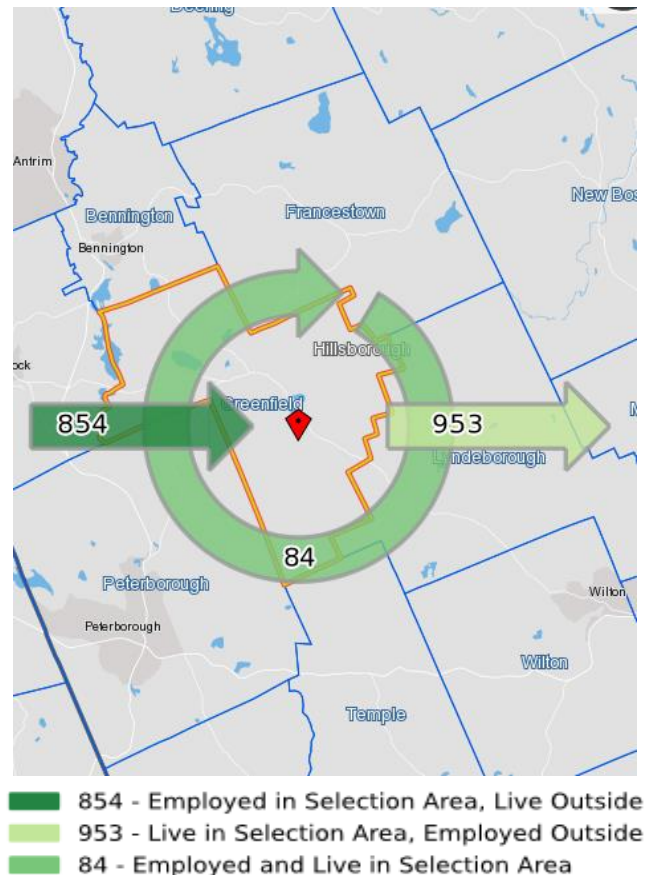 Deering
Antrim
New Bos
Bennington
Francestown
Bennington
Hillsborough
ock
Greenfield
854
953
M
Lyndeborough
84
Peterborough
Wilton
Peterborough
Wilton
Temple
854 - Employed in Selection Area, Live Outside
953 - Live in Selection Area, Employed Outside
84 - Employed and Live in Selection Area